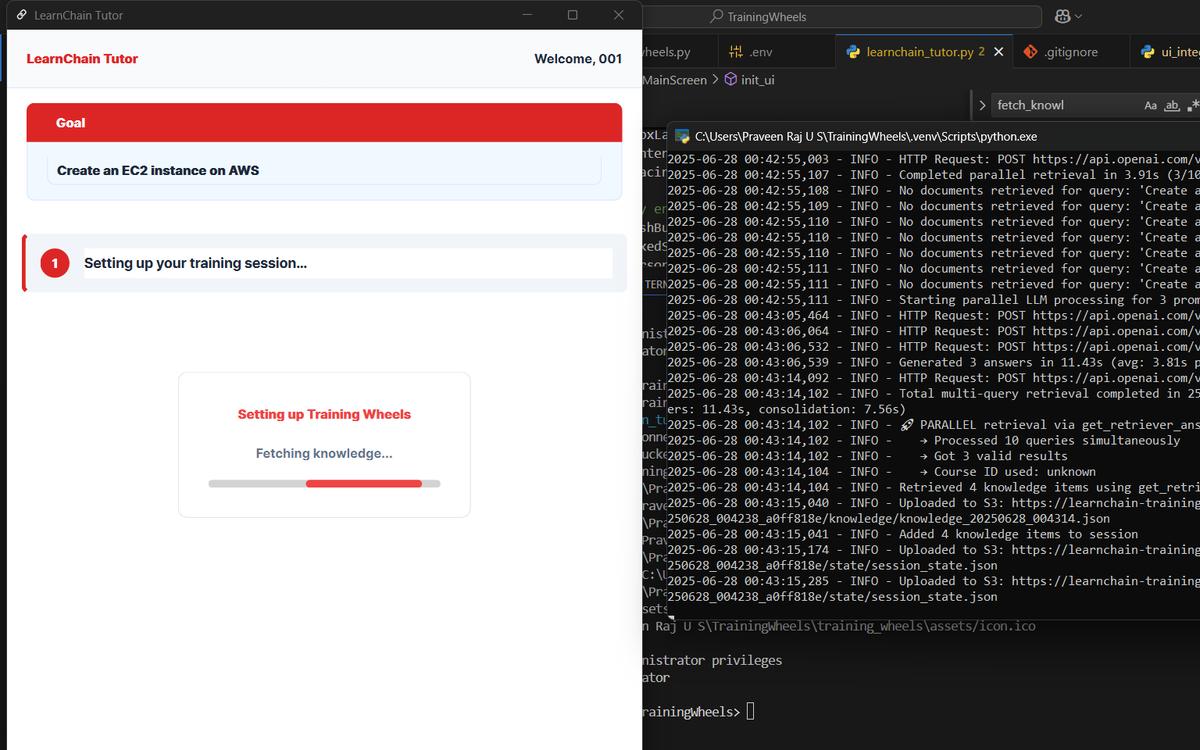 LearnChain Tutor
LearnChain Tutor
Welcome, 001
Goal
Create an EC2 instance on AWS
1
Setting up your training session...
Setting up Training Wheels
Fetching knowledge...
TrainingWheels
heels.py
.env
learnchain_tutor.py 2
.gitignore
ui_integ
MainScreen > init_ui
fetch_knowl
Aa
ab
C:\Users\Praveen Raj U S\TrainingWheels\.venv\Scripts\python.exe
2025-06-28 00:42:55,003 - INFO - HTTP Request: POST https://api.openai.com/v
2025-06-28 00:42:55,107 - INFO - Completed parallel retrieval in 3.91s (3/10
2025-06-28 00:42:55,108 - INFO - No documents retrieved for query: 'Create a
2025-06-28 00:42:55,109 - INFO - No documents retrieved for query: 'Create a
2025-06-28 00:42:55,110 - INFO - No documents retrieved for query: 'Create a
2025-06-28 00:42:55,110 - INFO - No documents retrieved for query: 'Create a
2025-06-28 00:42:55,110 - INFO - No documents retrieved for query: 'Create a
2025-06-28 00:42:55,111 - INFO - No documents retrieved for query: 'Create a
2025-06-28 00:42:55,111 - INFO - No documents retrieved for query: 'Create a
2025-06-28 00:42:55,111 - INFO - Starting parallel LLM processing for 3 prom
2025-06-28 00:43:05,464 - INFO - HTTP Request: POST https://api.openai.com/v
2025-06-28 00:43:06,064 - INFO - HTTP Request: POST https://api.openai.com/v
2025-06-28 00:43:06,532 - INFO - HTTP Request: POST https://api.openai.com/v
2025-06-28 00:43:06,539 - INFO - Generated 3 answers in 11.43s (avg: 3.81s p
2025-06-28 00:43:14,092 - INFO - HTTP Request: POST https://api.openai.com/v
2025-06-28 00:43:14,102 - INFO - Total multi-query retrieval completed in 25
ers: 11.43s, consolidation: 7.56s)
2025-06-28 00:43:14,102 - INFO - 🚀 PARALLEL retrieval via get_retriever_ans
2025-06-28 00:43:14,102 - INFO -    → Processed 10 queries simultaneously
2025-06-28 00:43:14,102 - INFO -    → Got 3 valid results
2025-06-28 00:43:14,104 - INFO -    → Course ID used: unknown
2025-06-28 00:43:14,104 - INFO - Retrieved 4 knowledge items using get_retri
2025-06-28 00:43:15,040 - INFO - Uploaded to S3: https://learnchain-training
250628_004238_a0ff818e/knowledge/knowledge_20250628_004314.json
2025-06-28 00:43:15,041 - INFO - Added 4 knowledge items to session
2025-06-28 00:43:15,174 - INFO - Uploaded to S3: https://learnchain-training
250628_004238_a0ff818e/state/session_state.json
2025-06-28 00:43:15,285 - INFO - Uploaded to S3: https://learnchain-training
250628_004238_a0ff818e/state/session_state.json
n Raj U S\TrainingWheels\training_wheels\assets/icon.ico
nistrator privileges
ator
rainingWheels>